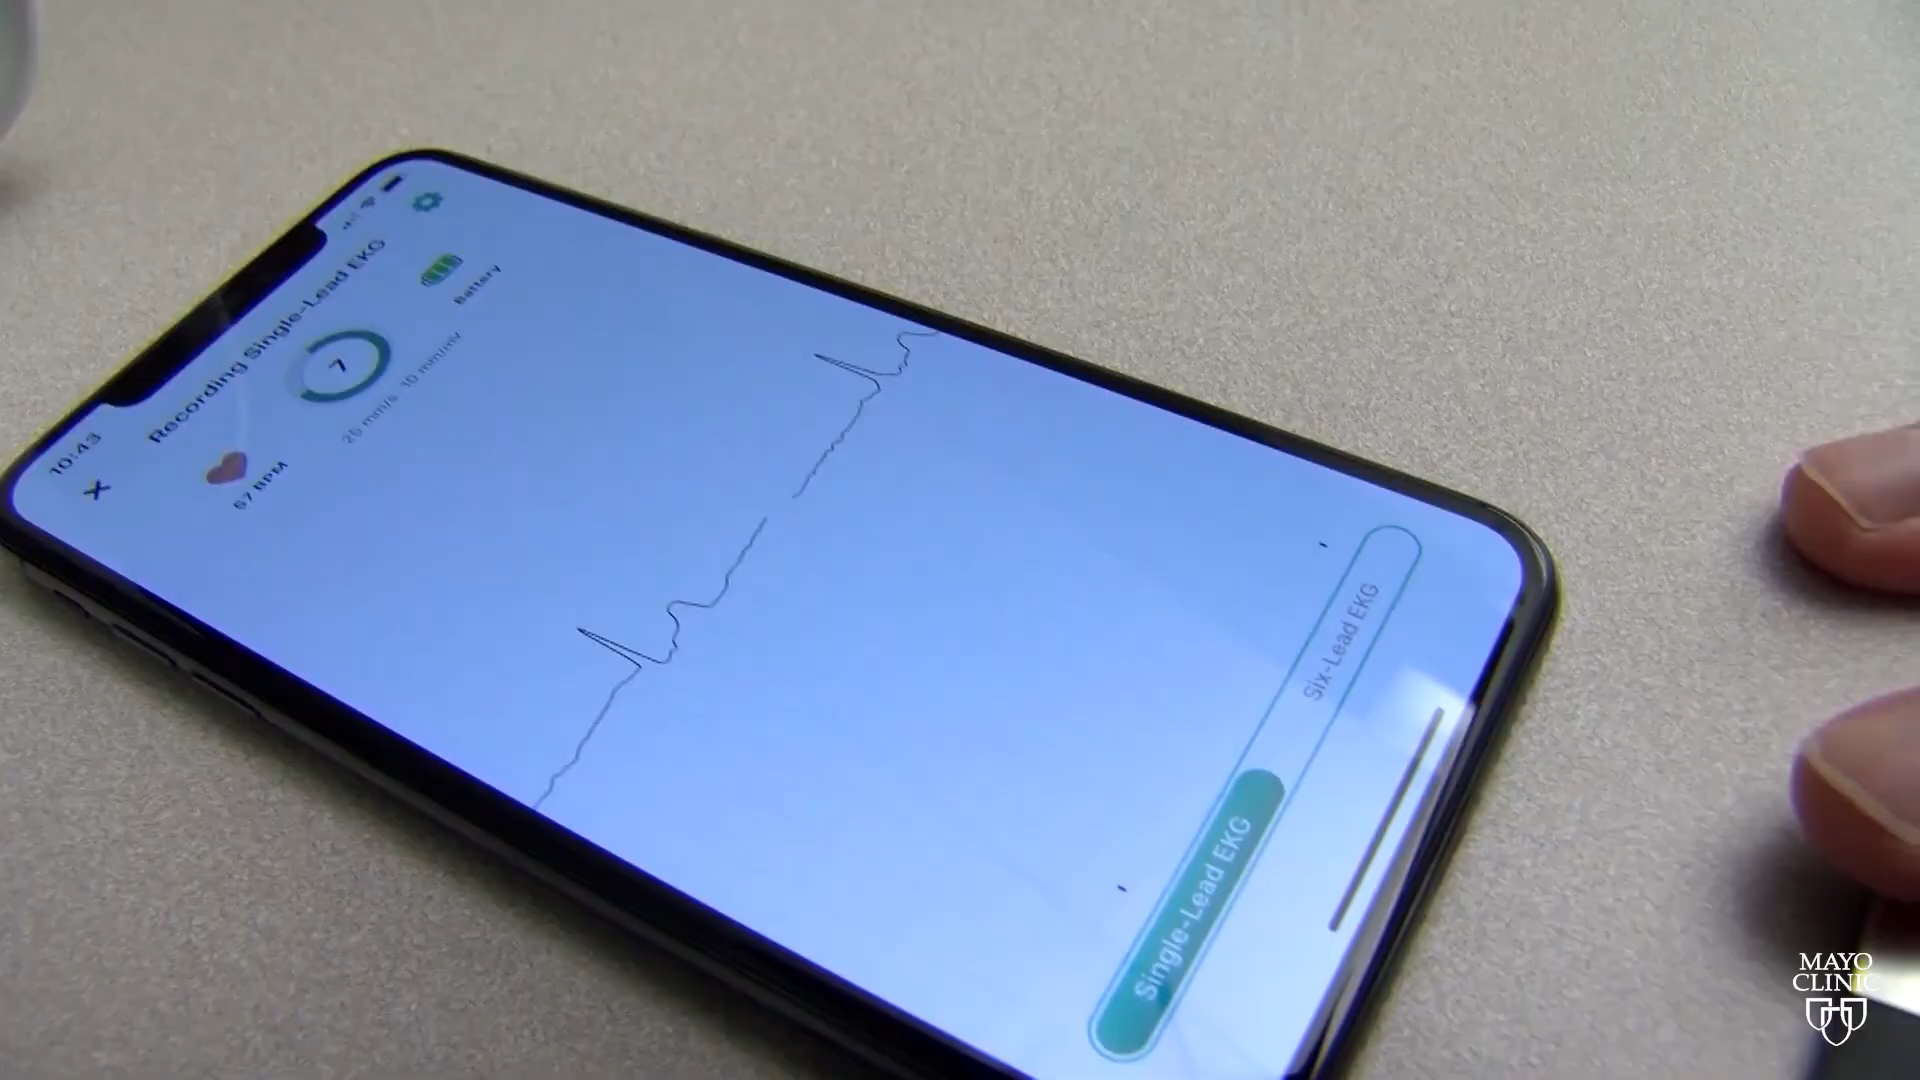 10:43
Recording Single-Lead EKG
67 BPM
7
Battery
25 mm/s 10 mm/mV
Single-Lead EKG
Six-Lead EKG
MAYO
CLINIC